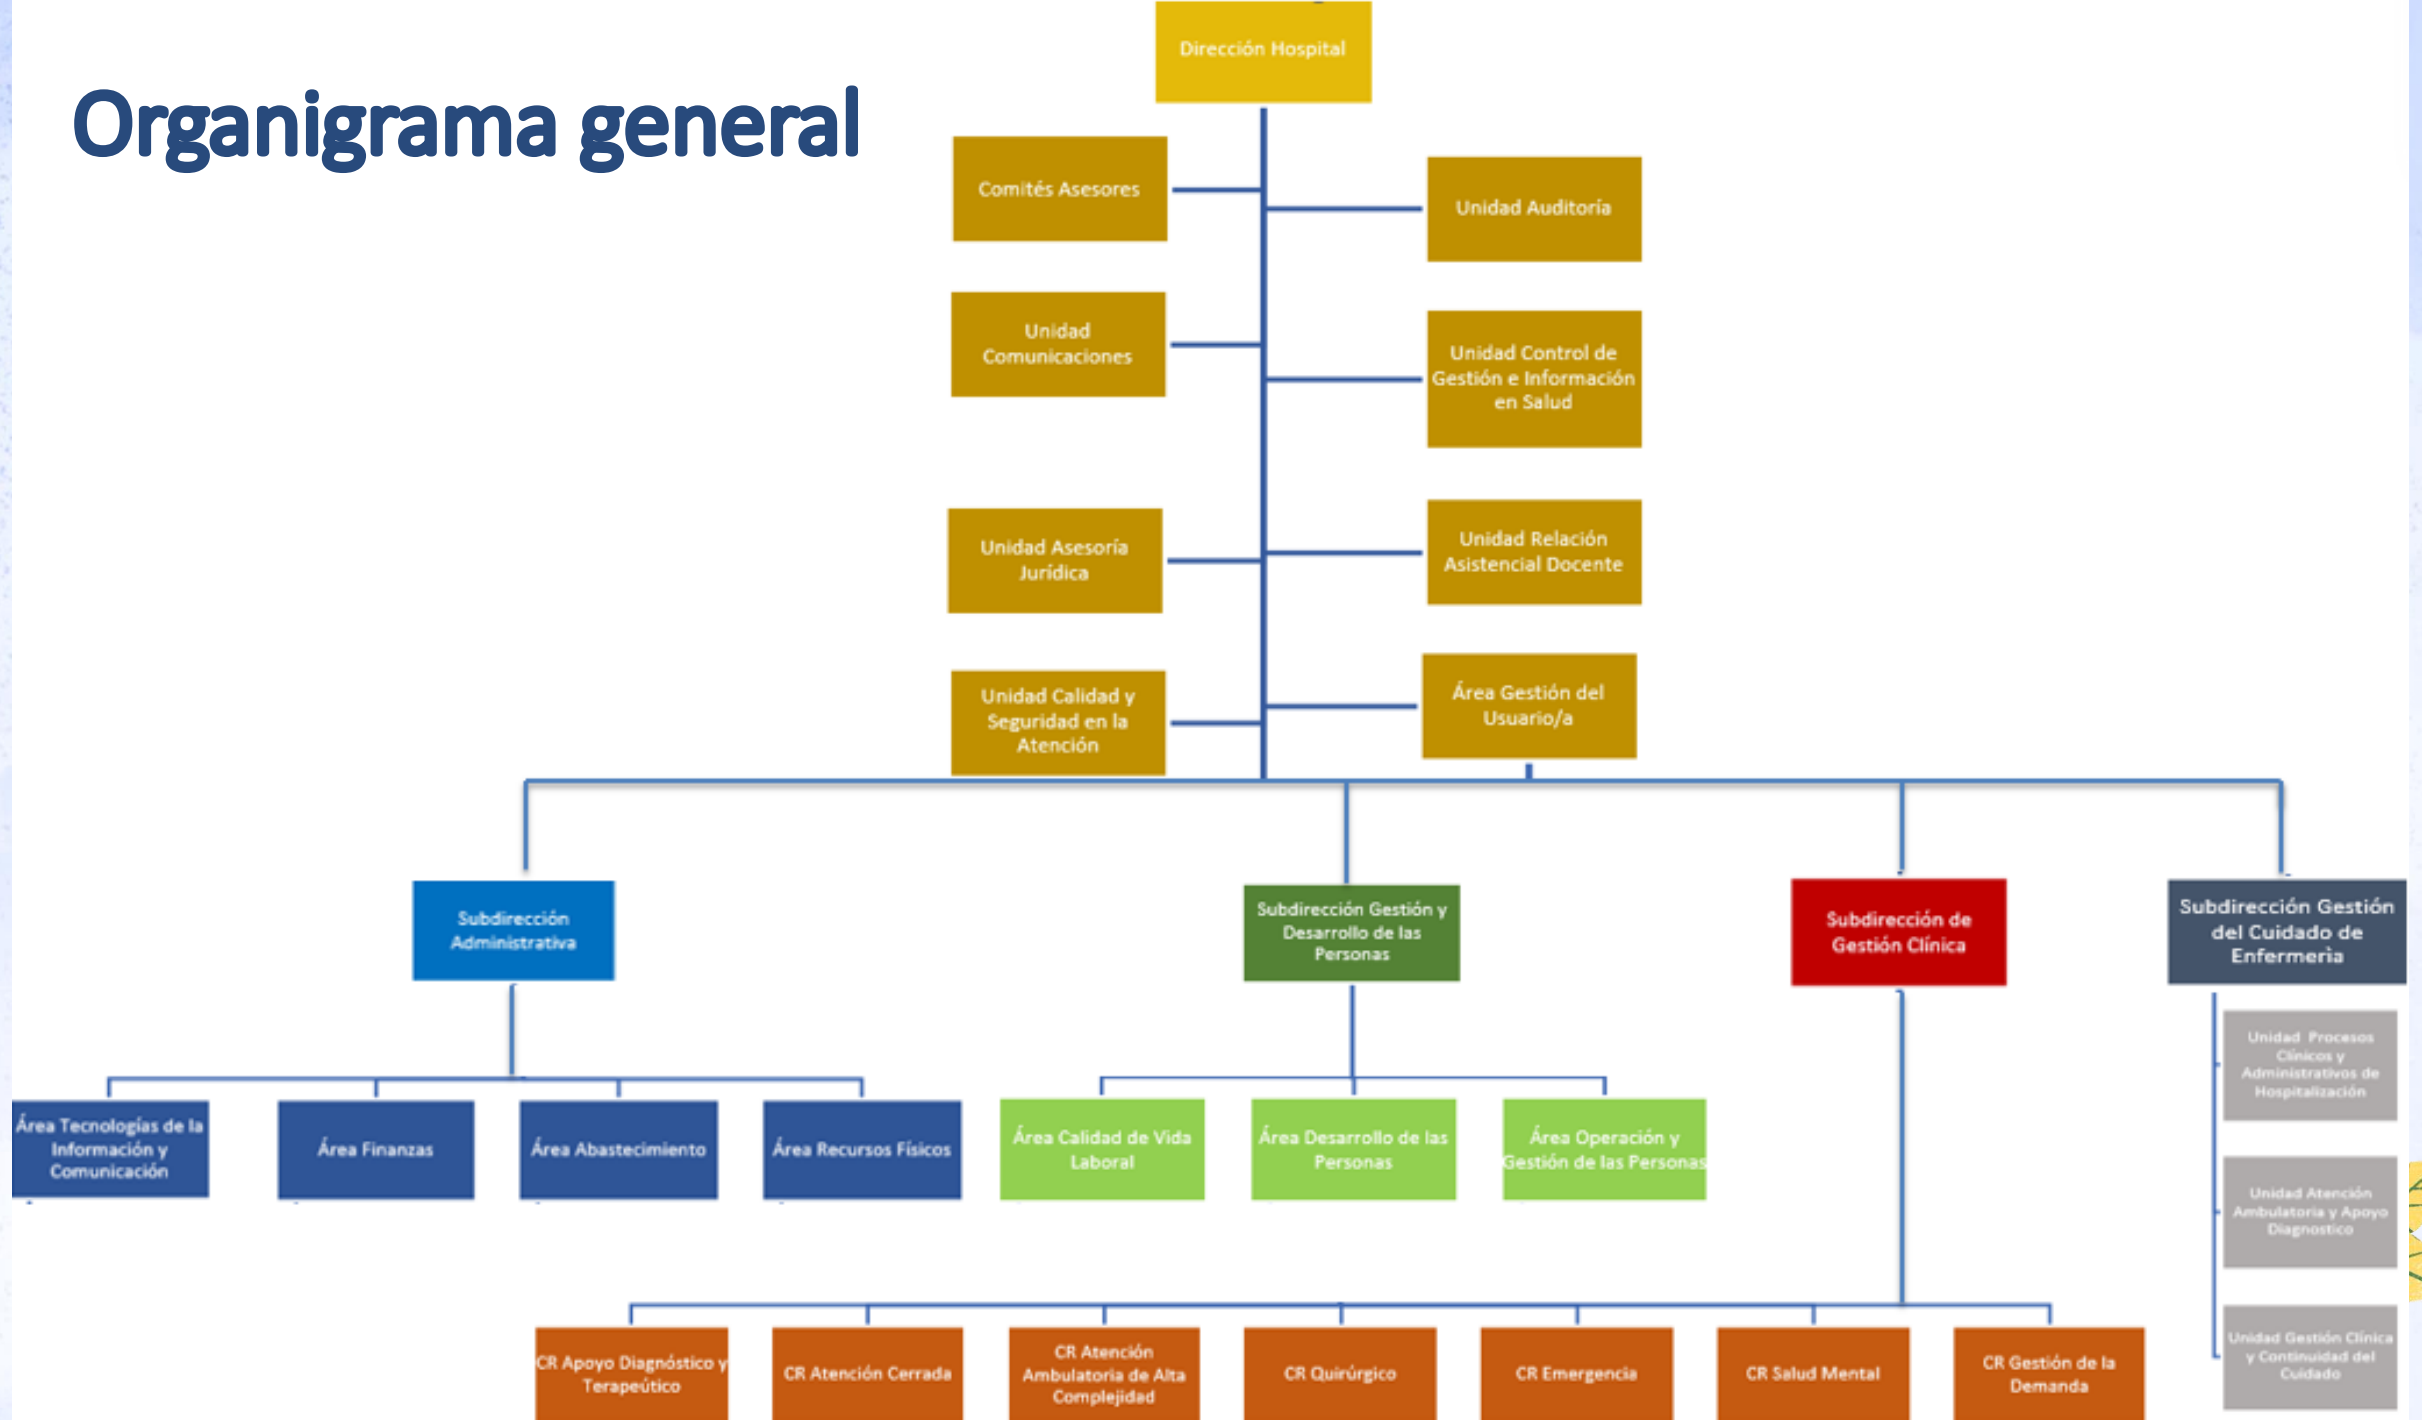 Dirección Hospital
Organigrama general
Comités Asesores
Unidad Auditoría
Unidad
Comunicaciones
Unidad Control de
Gestión e Información
en Salud
Unidad Asesoría
Jurídica
Unidad Relación
Asistencial Docente
Unidad Calidad y
Seguridad en la
Atención
Área Gestión del
Usuario/a
Subdirección
Administrativa
Subdirección Gestión y
Desarrollo de las
Personas
Subdirección de
Gestión Clínica
Subdirección Gestión
del Cuidado de
Enfermerìa
Área Tecnologías de la
Información y
Comunicación
Área Finanzas
Área Abastecimiento
Área Recursos Físicos
Área Calidad de Vida
Laboral
Área Desarrollo de las
Personas
Área Operación y
Gestión de las Personas
Unidad Procesos
Clínicos y
Administrativos de
Hospitalización
Unidad Atención
Ambulatoria y Apoyo
Diagnostico
Unidad Gestión Clínica
y Continuidad del
Cuidado
CR Apoyo Diagnóstico y
Terapeútico
CR Atención Cerrada
CR Atención
Ambulatoria de Alta
Complejidad
CR Quirúrgico
CR Emergencia
CR Salud Mental
CR Gestión de la
Demanda